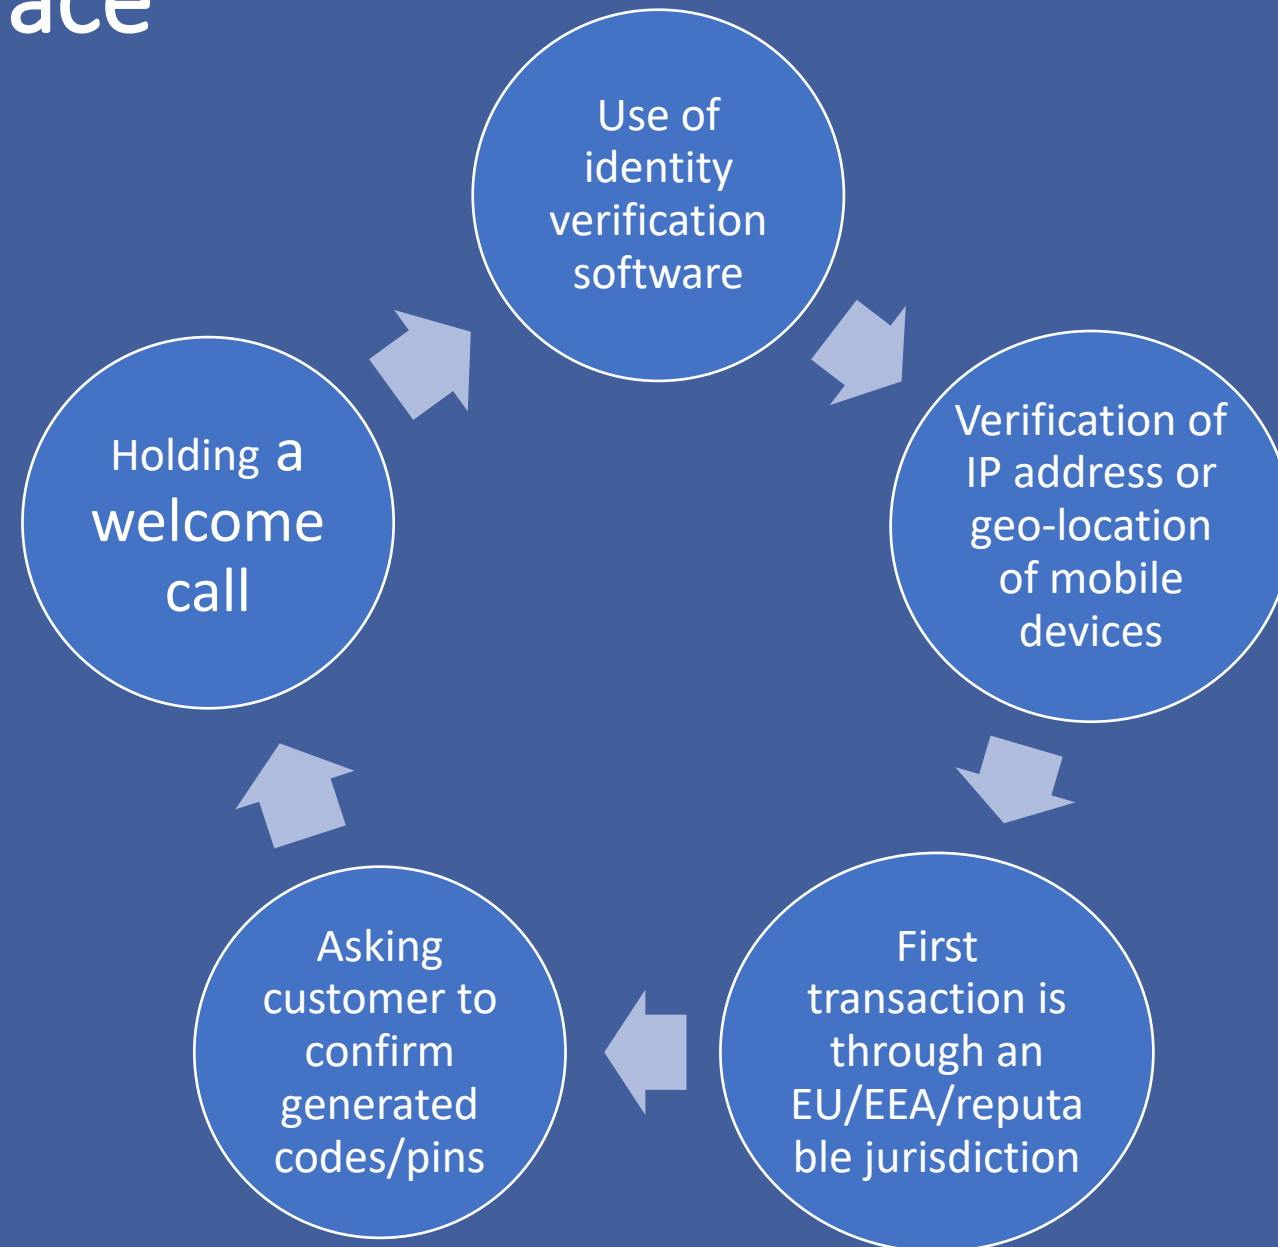 ace
Use of
identity
verification
software
Verification of
IP address or
geo-location
of mobile
devices
First
transaction is
through an
EU/EEA/reputa
ble jurisdiction
Asking
customer to
confirm
generated
codes/pins
Holding a
welcome
call